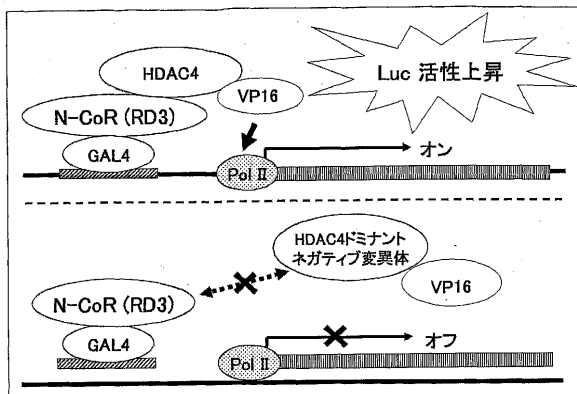 HDAC4
VP16
Luc 活性上昇
N-CoR (RD3)
GAL4
Pol II
オン
HDAC4ドミナント
ネガティブ変異体
VP16
N-CoR (RD3)
GAL4
Pol II
オフ